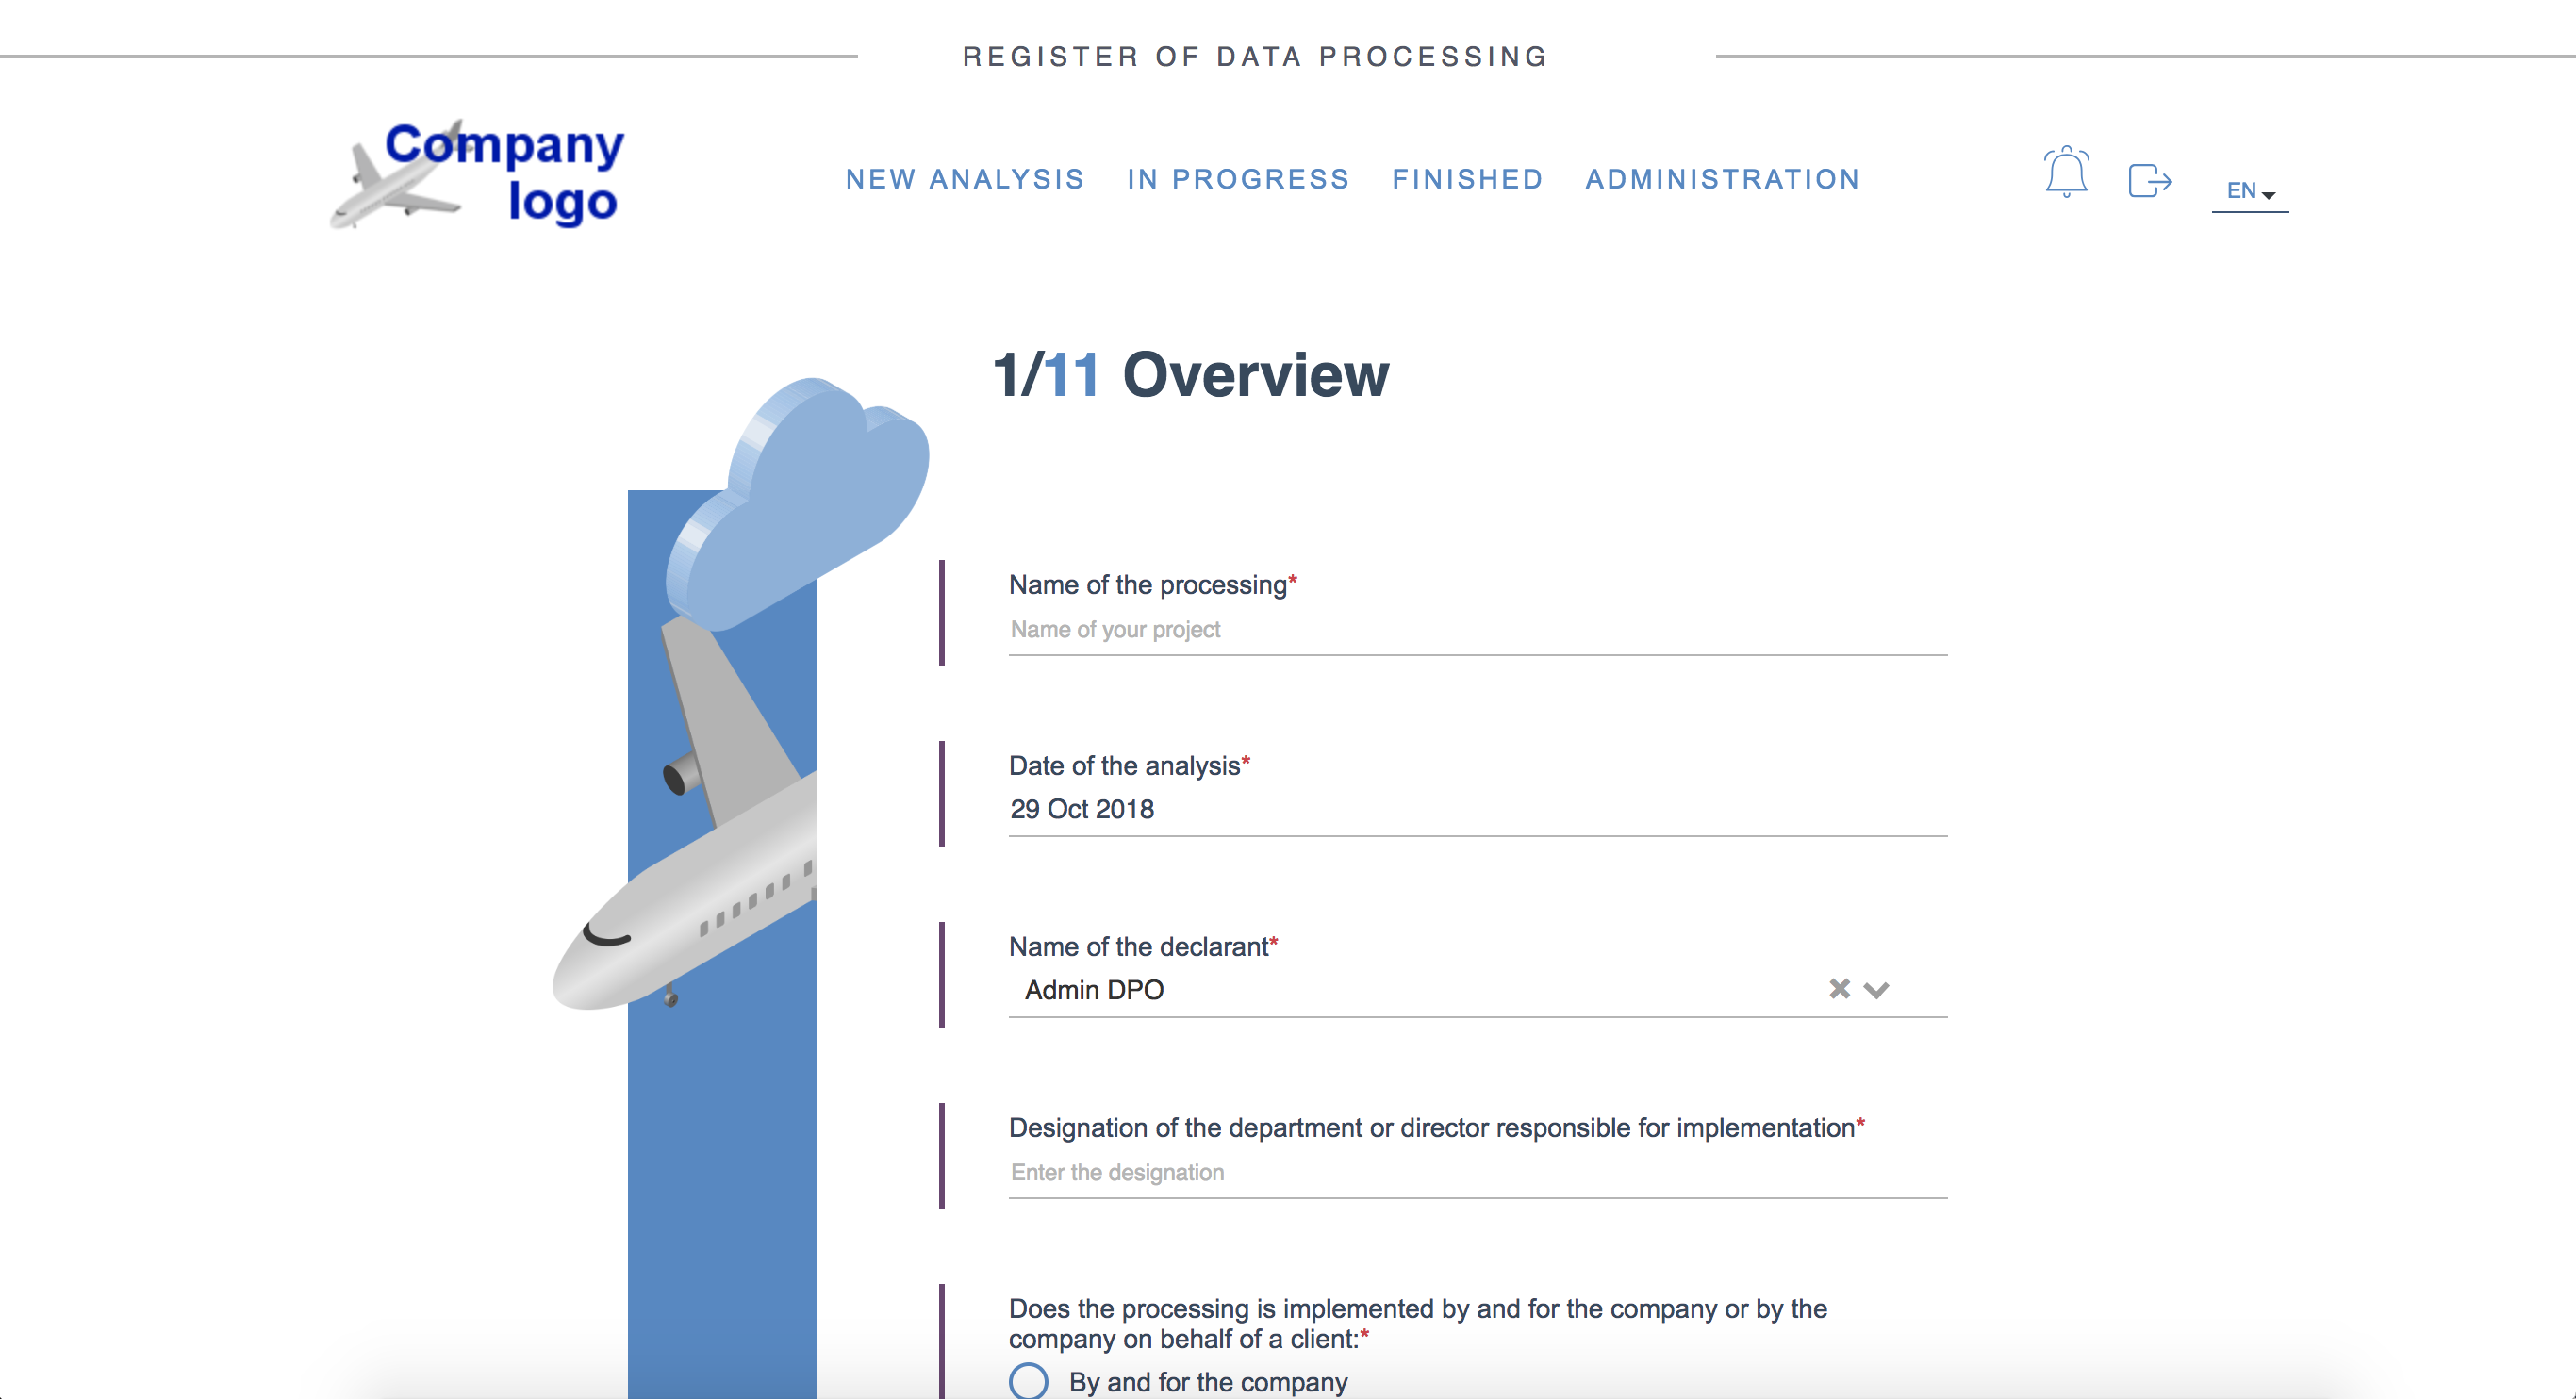 REGISTER OF DATA PROCESSING
Company
logo
NEW ANALYSIS IN PROGRESS FINISHED ADMINISTRATION
EN
1/11 Overview
Name of the processing*
Name of your project
Date of the analysis*
29 Oct 2018
Name of the declarant*
Admin DPO
Designation of the department or director responsible for implementation*
Enter the designation
Does the processing is implemented by and for the company or by the
company on behalf of a client:*
By and for the company